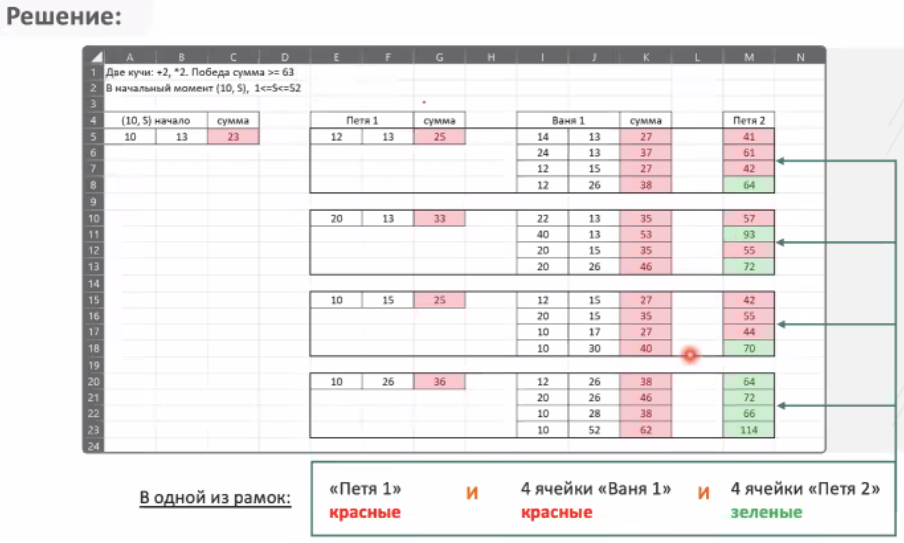 Решение:
A B C D E F G H I J K L M N
1 Две кучи: +2, *2. Победа сумма >= 63
2 В начальный момент (10, S), 1<=S<=52
3
4 (10, S) начало сумма Петя 1 сумма Ваня 1 сумма Петя 2
5 10 13 23 12 13 25 14 13 27 41
6 24 13 37 61
7 12 15 27 42
8 12 26 38 64
9
10 20 13 33 22 13 35 57
11 40 13 53 93
12 20 15 35 55
13 20 26 46 72
14
15 10 15 25 12 15 27 42
16 20 15 35 55
17 10 17 27 44
18 10 30 40 70
19
20 10 26 36 12 26 38 64
21 20 26 46 72
22 10 28 38 66
23 10 52 62 114
24
В одной из рамок: «Петя 1» И 4 ячейки «Ваня 1» И 4 ячейки «Петя 2»
красные красные зеленые